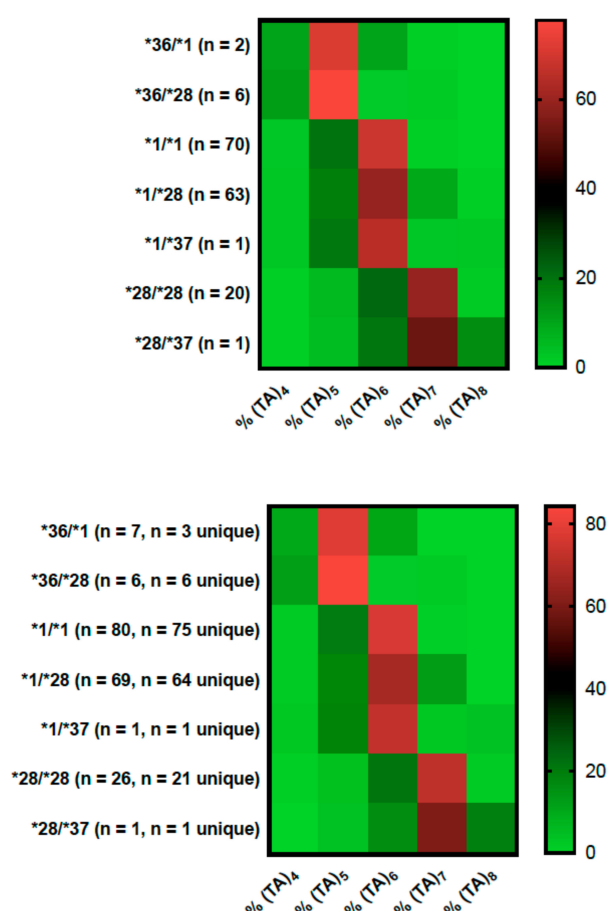 *36/*1 (n = 2)
*36/*28 (n = 6)
*1/*1 (n = 70)
*1/*28 (n = 63)
*1/*37 (n = 1)
*28/*28 (n = 20)
*28/*37 (n = 1)
60
40
20
0
% (TA)₄
% (TA)₅
% (TA)₆
% (TA)₇
% (TA)₈
*36/*1 (n = 7, n = 3 unique)
*36/*28 (n = 6, n = 6 unique)
*1/*1 (n = 80, n = 75 unique)
*1/*28 (n = 69, n = 64 unique)
*1/*37 (n = 1, n = 1 unique)
*28/*28 (n = 26, n = 21 unique)
*28/*37 (n = 1, n = 1 unique)
80
60
40
20
0
% (TA)₄
% (TA)₅
% (TA)₆
% (TA)₇
% (TA)₈